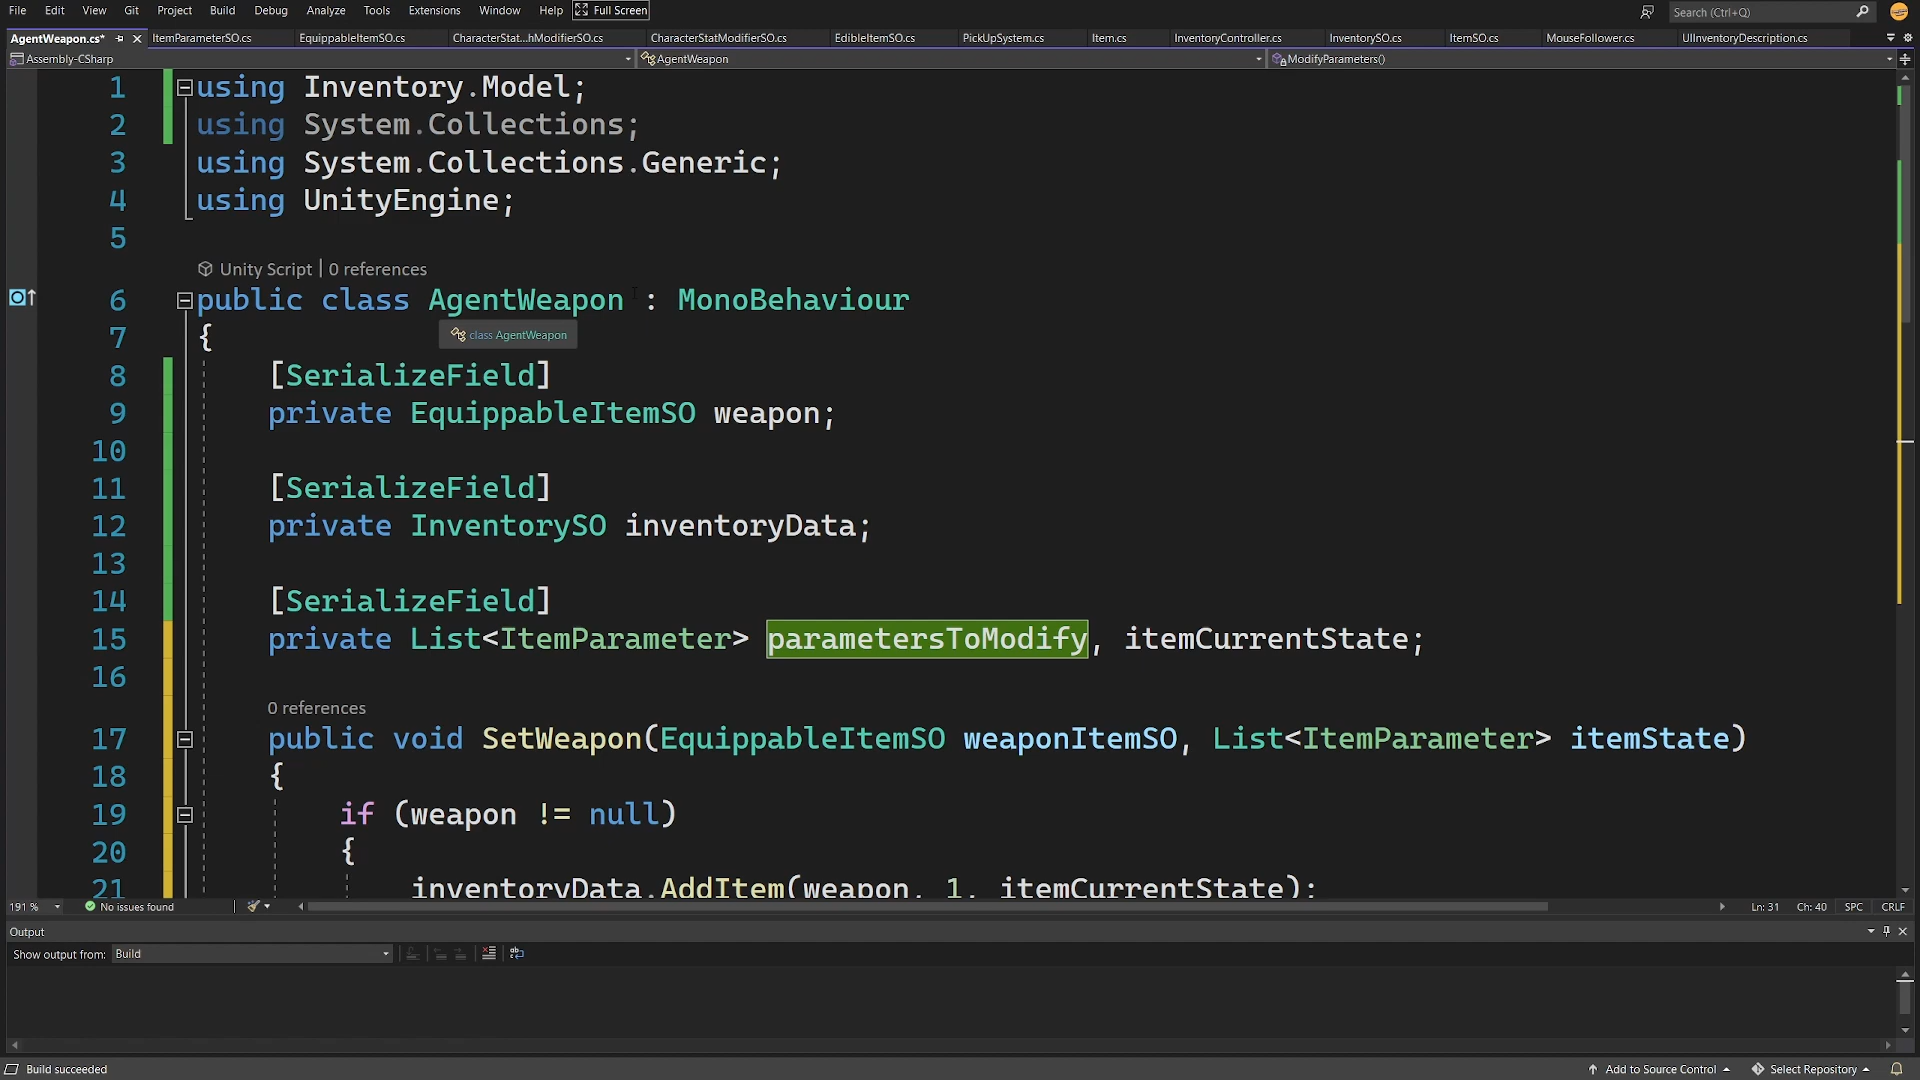 File Edit View Git Project Build Debug Analyze Tools Extensions Window Help Full Screen Search (Ctrl+Q)
AgentWeapon.cs* ItemParameterSO.cs EquippableItemSO.cs CharacterStat...hModifierSO.cs CharacterStatModifierSO.cs EdibleItemSO.cs PickUpSystem.cs Item.cs InventoryController.cs InventorySO.cs ItemSO.cs MouseFollower.cs UIInventoryDescription.cs
Assembly-CSharp AgentWeapon ModifyParameters()
1 using Inventory.Model;
2 using System.Collections;
3 using System.Collections.Generic;
4 using UnityEngine;
5
Unity Script | 0 references
6 public class AgentWeapon : MonoBehaviour
7 {
class AgentWeapon
8 [SerializeField]
9 private EquippableItemSO weapon;
10
11 [SerializeField]
12 private InventorySO inventoryData;
13
14 [SerializeField]
15 private List<ItemParameter> parametersToModify, itemCurrentState;
16
0 references
17 public void SetWeapon(EquippableItemSO weaponItemSO, List<ItemParameter> itemState)
18 {
19 if (weapon != null)
20 {
21 inventoryData.AddItem(weapon, 1, itemCurrentState);
191 % No issues found Ln: 31 Ch: 40 SPC CRLF
Output
Show output from: Build
Build succeeded Add to Source Control Select Repository